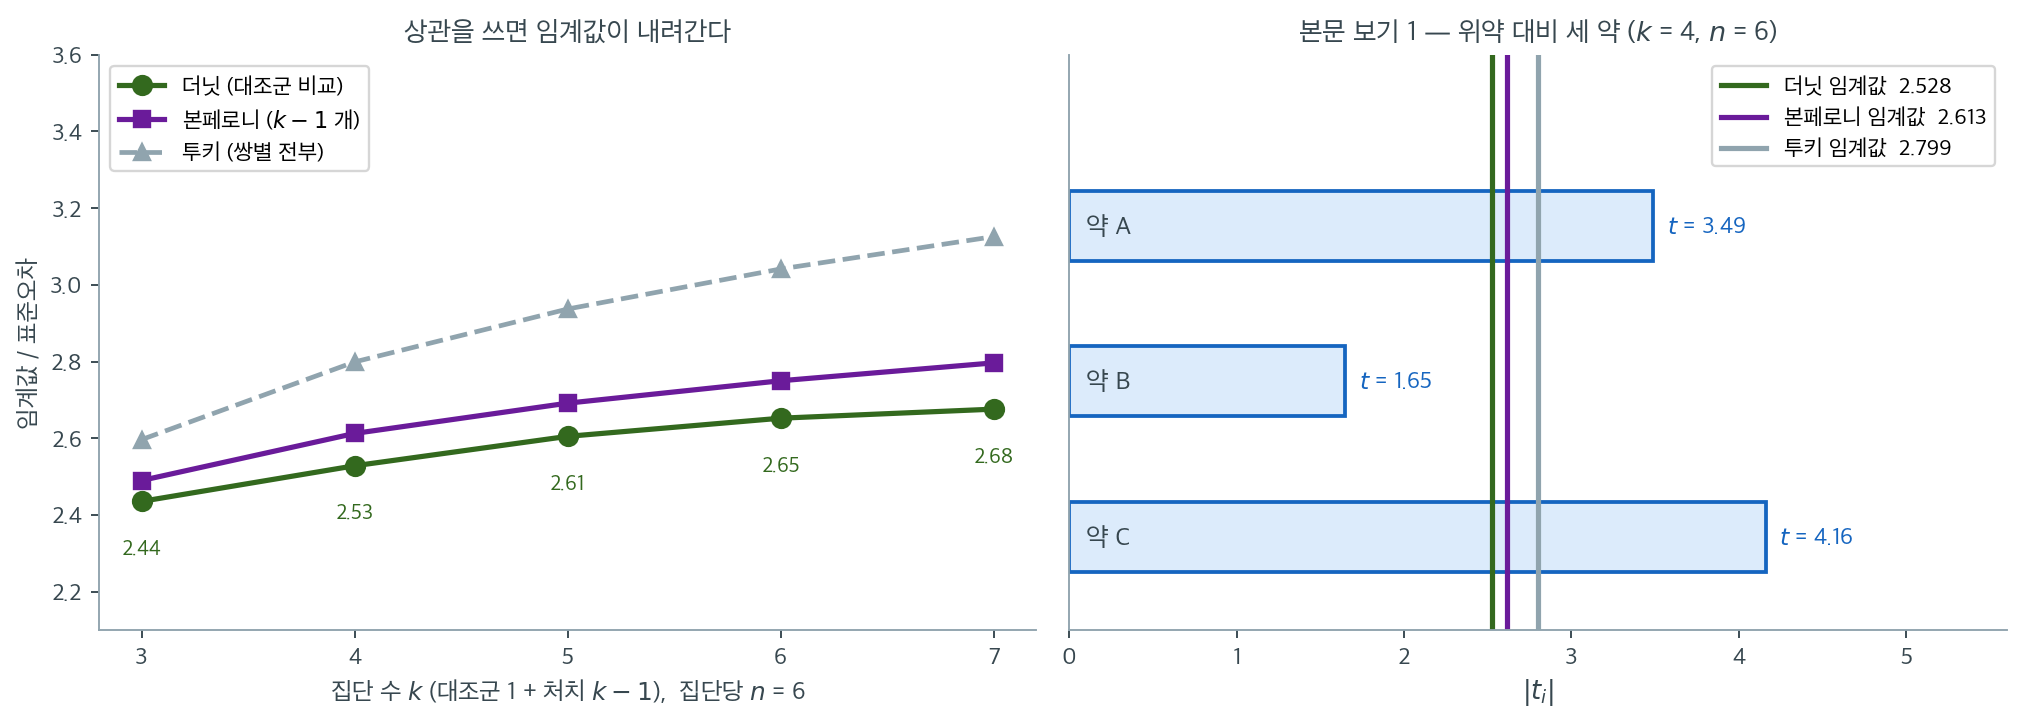 상관을 쓰면 임계값이 내려간다
3.6
3.4
3.2
3.0
2.8
2.6
2.4
2.2
임계값 / 표준오차
더닛 (대조군 비교)
본페로니 (k − 1 개)
투키 (쌍별 전부)
2.44
2.53
2.61
2.65
2.68
3
4
5
6
7
집단 수 k (대조군 1 + 처치 k − 1), 집단당 n = 6
본문 보기 1 — 위약 대비 세 약 (k = 4, n = 6)
더닛 임계값 2.528
본페로니 임계값 2.613
투키 임계값 2.799
약 A
t = 3.49
약 B
t = 1.65
약 C
t = 4.16
0
1
2
3
4
5
|tᵢ|